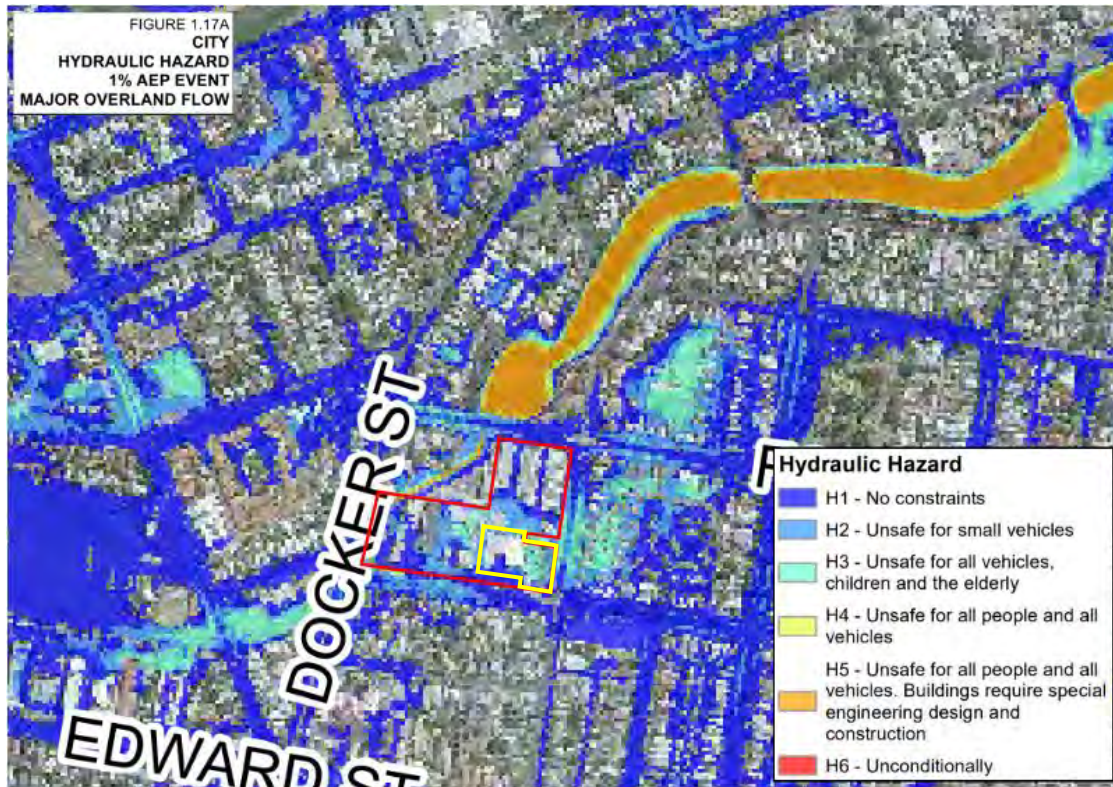 FIGURE 1.17A
CITY
HYDRAULIC HAZARD
1% AEP EVENT
MAJOR OVERLAND FLOW
DOCKER ST
EDWARD ST
Hydraulic Hazard
H1 - No constraints
H2 - Unsafe for small vehicles
H3 - Unsafe for all vehicles,
children and the elderly
H4 - Unsafe for all people and all
vehicles
H5 - Unsafe for all people and all
vehicles. Buildings require special
engineering design and
construction
H6 - Unconditionally